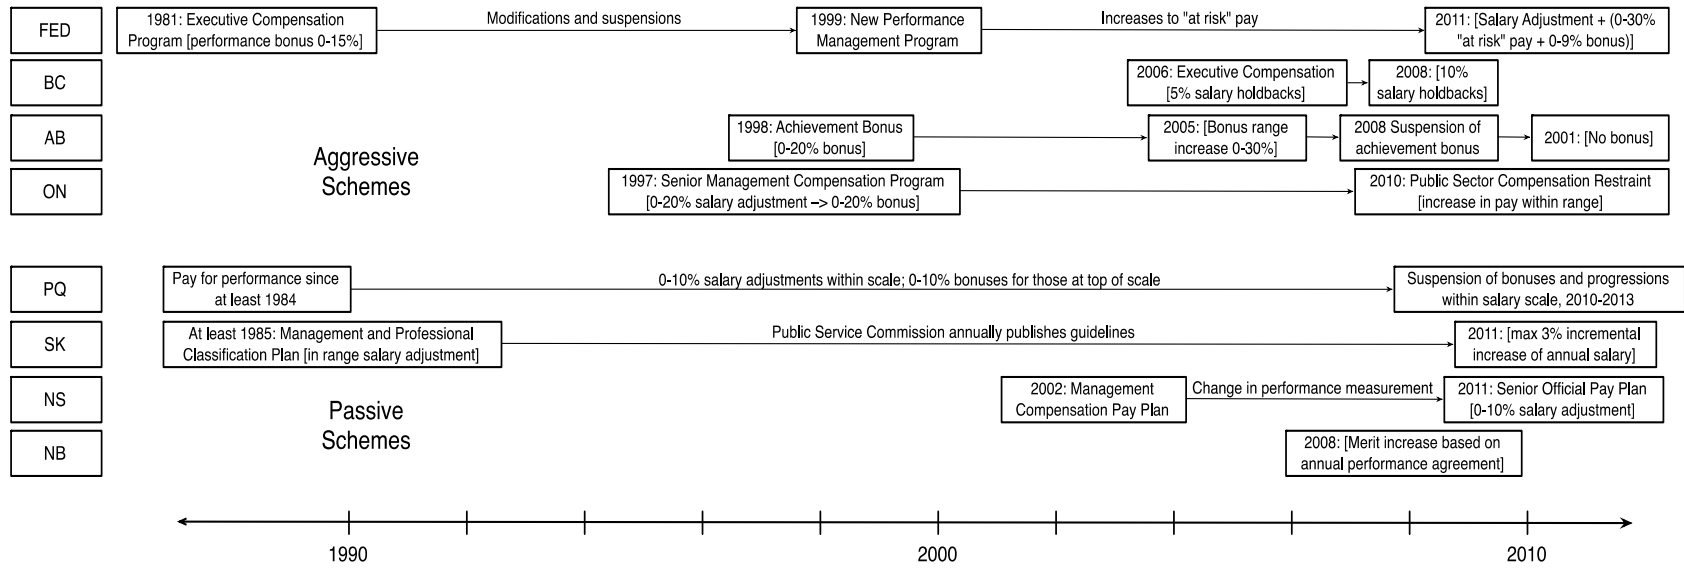 FED
1981: Executive Compensation
Program [performance bonus 0-15%]
Modifications and suspensions
1999: New Performance
Management Program
Increases to "at risk" pay
2011: [Salary Adjustment + (0-30%
"at risk" pay + 0-9% bonus)]
BC
2006: Executive Compensation
[5% salary holdbacks]
2008: [10%
salary holdbacks]
AB
1998: Achievement Bonus
[0-20% bonus]
2005: [Bonus range
increase 0-30%]
2008 Suspension of
achievement bonus
2001: [No bonus]
Aggressive
Schemes
ON
1997: Senior Management Compensation Program
[0-20% salary adjustment –> 0-20% bonus]
2010: Public Sector Compensation Restraint
[increase in pay within range]
PQ
Pay for performance since
at least 1984
0-10% salary adjustments within scale; 0-10% bonuses for those at top of scale
Suspension of bonuses and progressions
within salary scale, 2010-2013
SK
At least 1985: Management and Professional
Classification Plan [in range salary adjustment]
Public Service Commission annually publishes guidelines
2011: [max 3% incremental
increase of annual salary]
NS
2002: Management
Compensation Pay Plan
Change in performance measurement
2011: Senior Official Pay Plan
[0-10% salary adjustment]
Passive
Schemes
NB
2008: [Merit increase based on
annual performance agreement]
1990
2000
2010